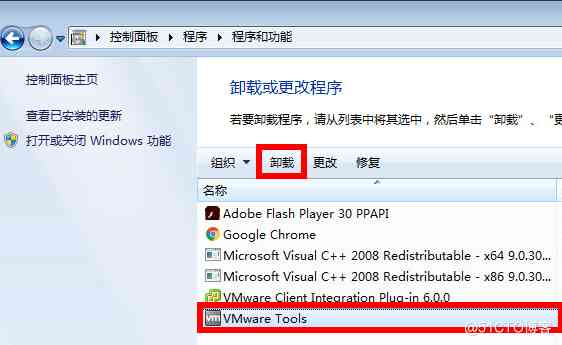 控制面板 ▸ 程序 ▸ 程序和功能
控制面板主页
查看已安装的更新
打开或关闭 Windows 功能
卸载或更改程序
若要卸载程序，请从列表中将其选中，然后单击“卸载”、“更
组织 卸载 更改 修复
名称
Adobe Flash Player 30 PPAPI
Google Chrome
Microsoft Visual C++ 2008 Redistributable - x64 9.0.30...
Microsoft Visual C++ 2008 Redistributable - x86 9.0.30...
VMware Client Integration Plug-in 6.0.0
vm VMware Tools
@51CTO博客